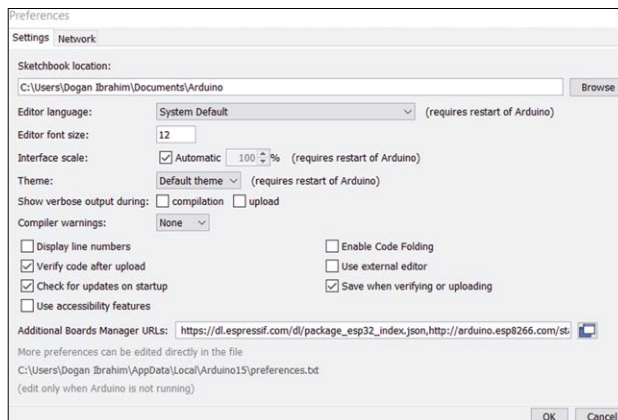 Preferences
Settings Network
Sketchbook location:
C:\Users\Dogan Ibrahim\Documents\Arduino Browse
Editor language: System Default (requires restart of Arduino)
Editor font size: 12
Interface scale: Automatic 100 % (requires restart of Arduino)
Theme: Default theme (requires restart of Arduino)
Show verbose output during: compilation upload
Compiler warnings: None
Display line numbers Enable Code Folding
Verify code after upload Use external editor
Check for updates on startup Save when verifying or uploading
Use accessibility features
Additional Boards Manager URLs: https://dl.espressif.com/dl/package_esp32_index.json,http://arduino.esp8266.com/sta
More preferences can be edited directly in the file
C:\Users\Dogan Ibrahim\AppData\Local\Arduino15\preferences.txt
(edit only when Arduino is not running)
OK Cancel